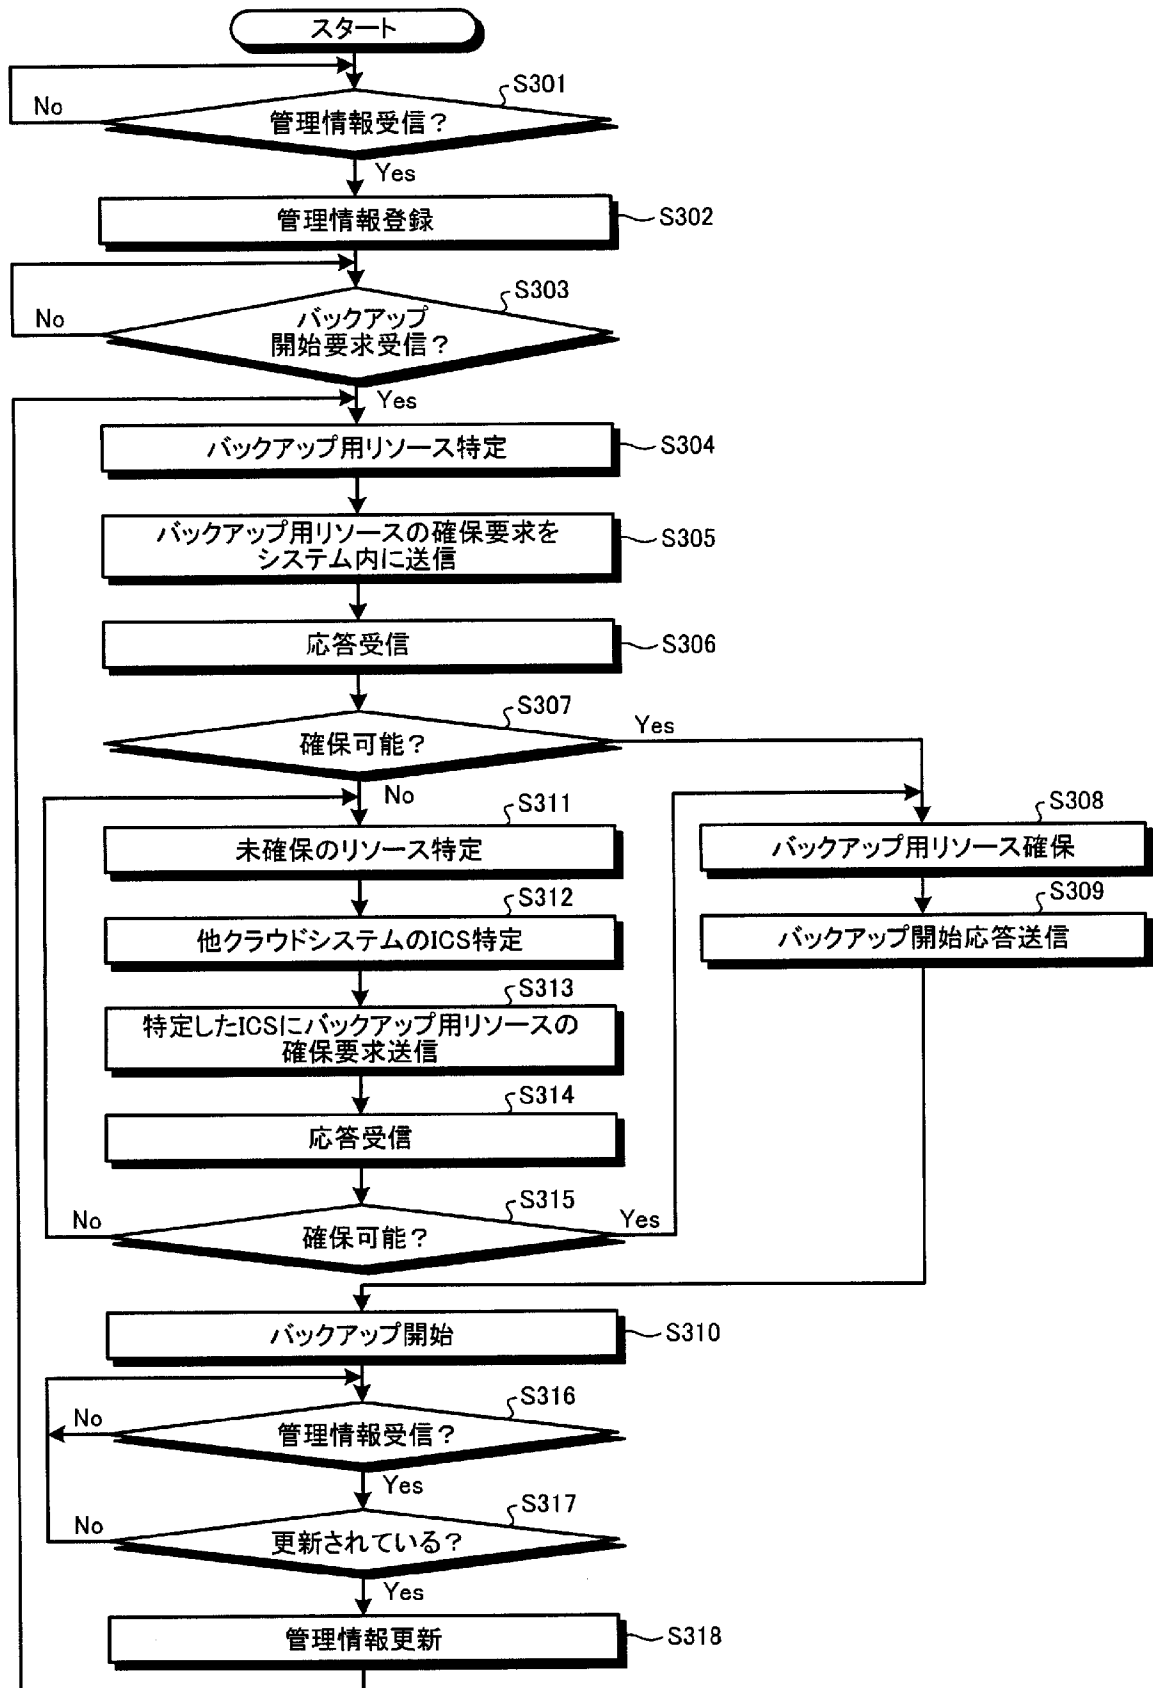 スタート
S301
No
管理情報受信？
Yes
管理情報登録
S302
S303
No
バックアップ
開始要求受信？
Yes
バックアップ用リソース特定
S304
バックアップ用リソースの確保要求を
システム内に送信
S305
応答受信
S306
S307
確保可能？
Yes
No
S311
未確保のリソース特定
S308
バックアップ用リソース確保
S312
他クラウドシステムのICS特定
S309
バックアップ開始応答送信
S313
特定したICSにバックアップ用リソースの
確保要求送信
S314
応答受信
S315
No
確保可能？
Yes
バックアップ開始
S310
S316
No
管理情報受信？
Yes
S317
No
更新されている？
Yes
管理情報更新
S318